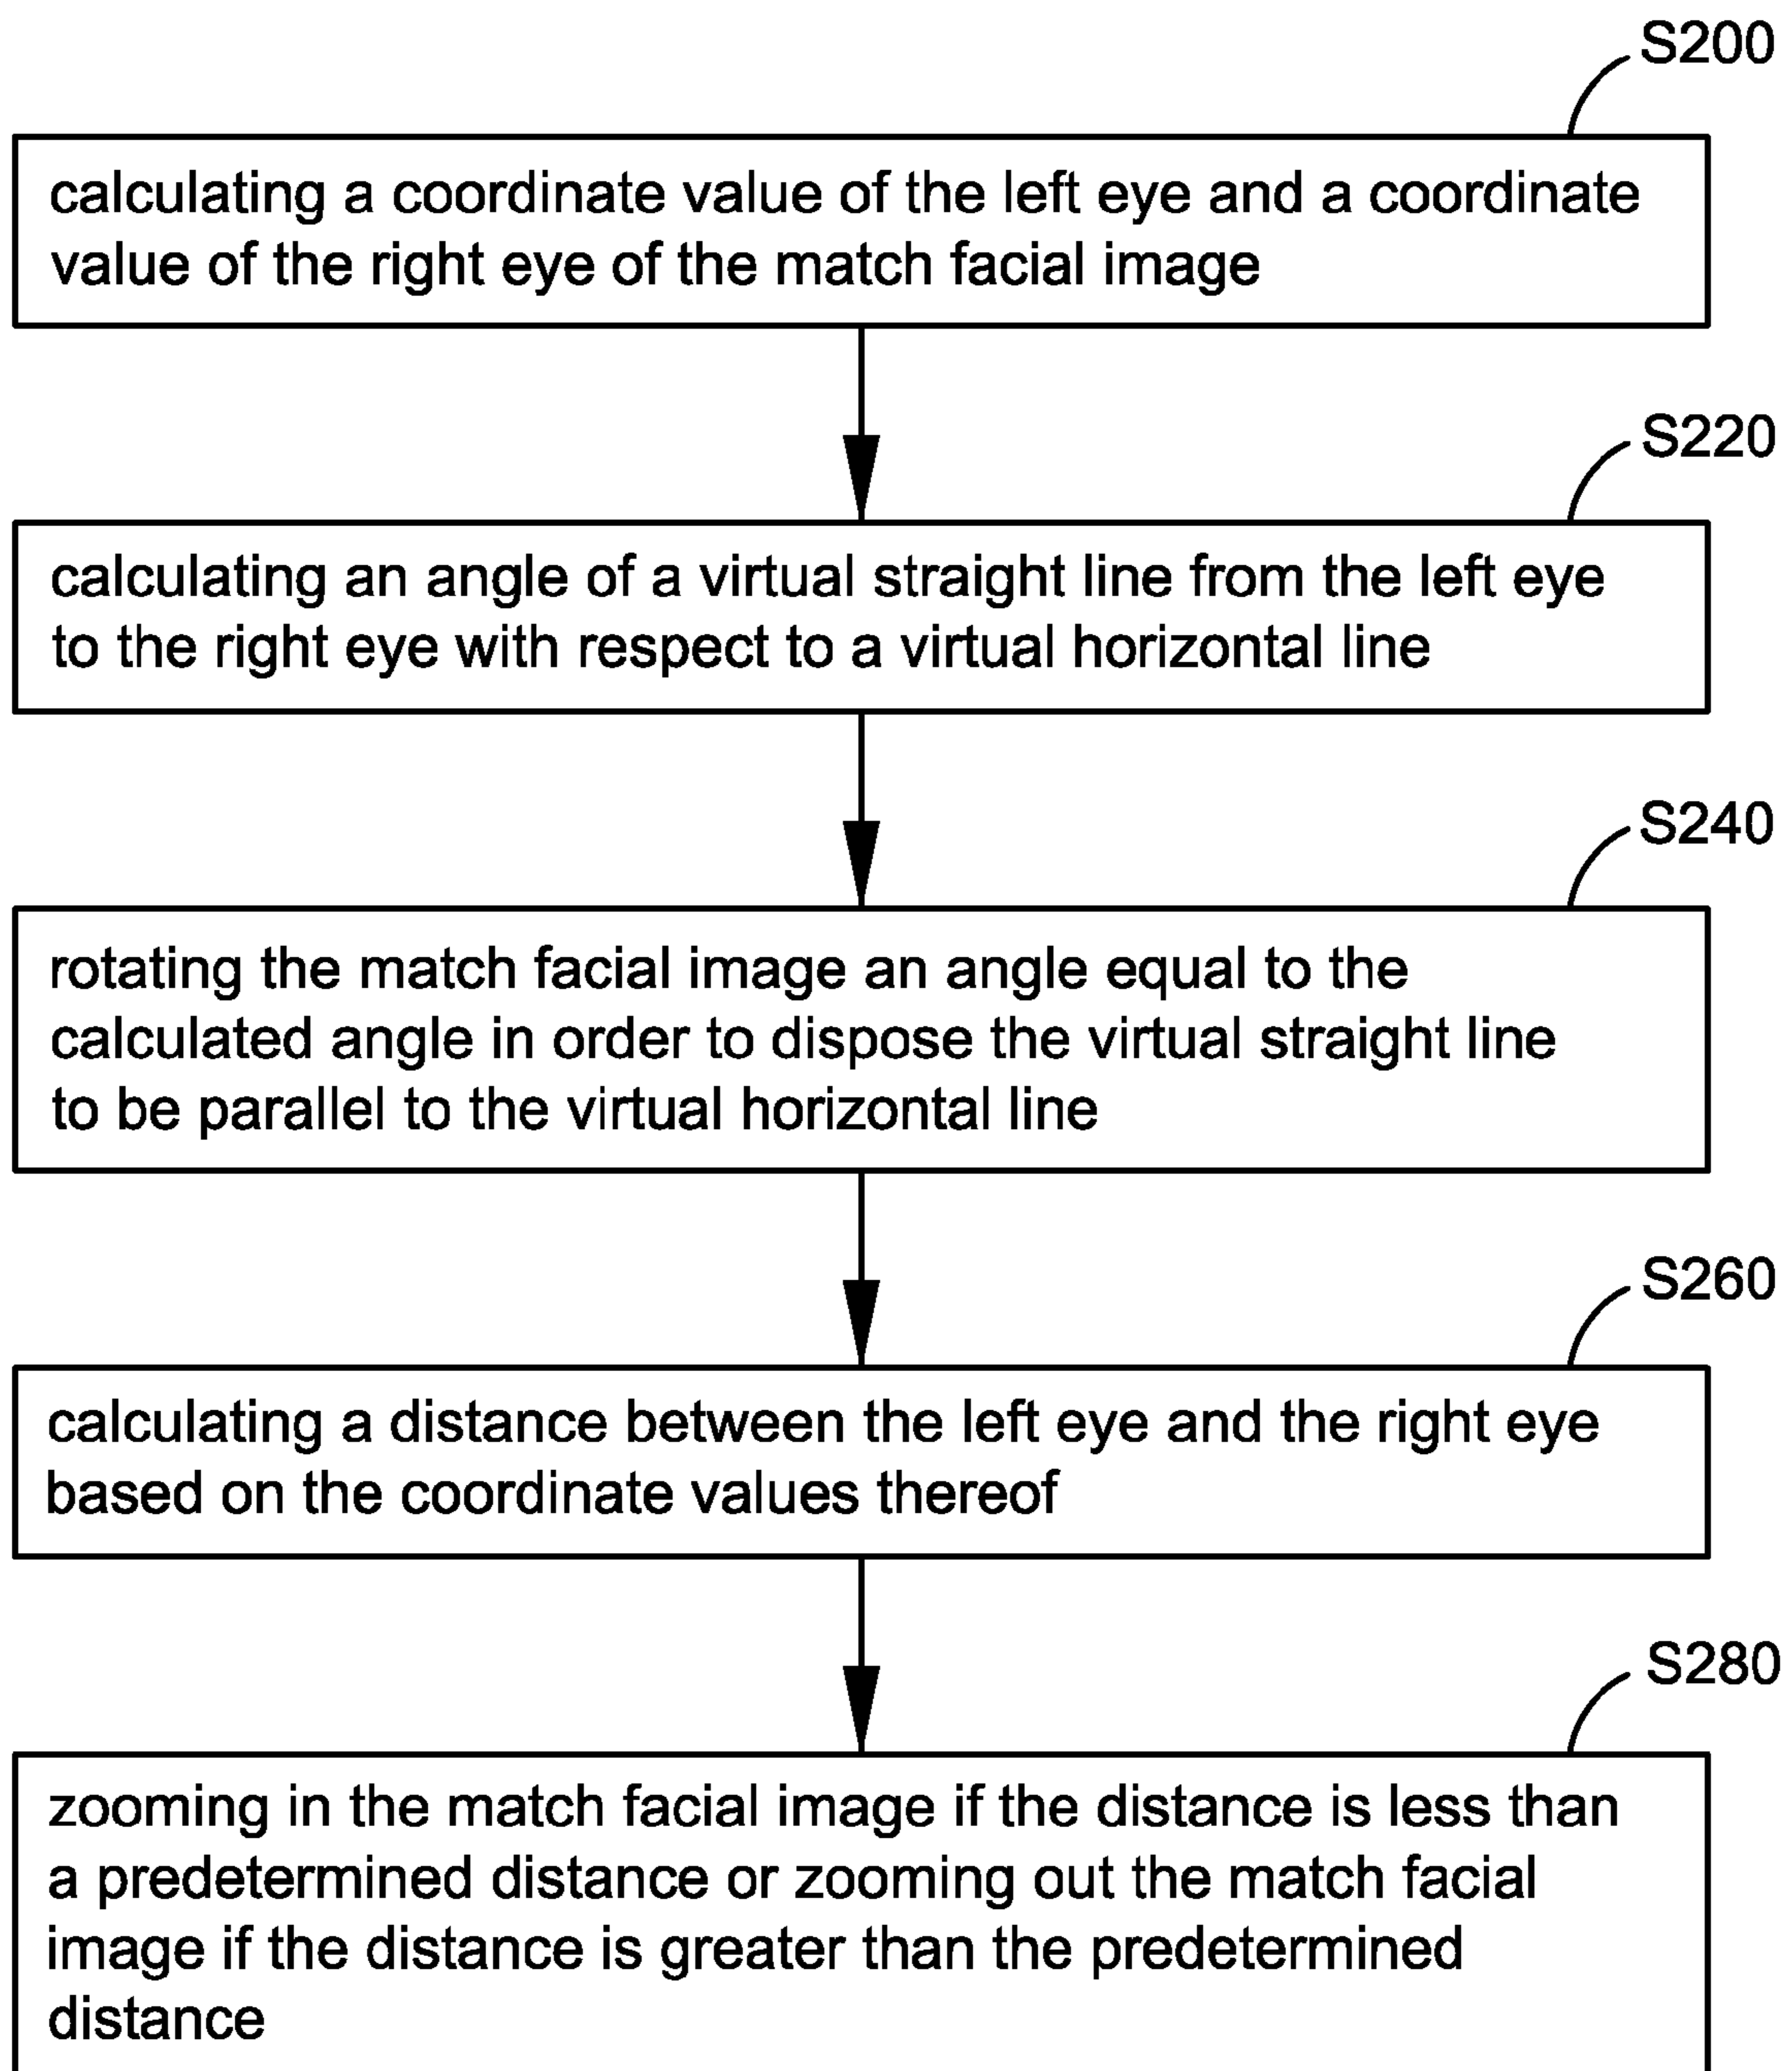 S200
calculating a coordinate value of the left eye and a coordinate
value of the right eye of the match facial image
S220
calculating an angle of a virtual straight line from the left eye
to the right eye with respect to a virtual horizontal line
S240
rotating the match facial image an angle equal to the
calculated angle in order to dispose the virtual straight line
to be parallel to the virtual horizontal line
S260
calculating a distance between the left eye and the right eye
based on the coordinate values thereof
S280
zooming in the match facial image if the distance is less than
a predetermined distance or zooming out the match facial
image if the distance is greater than the predetermined
distance